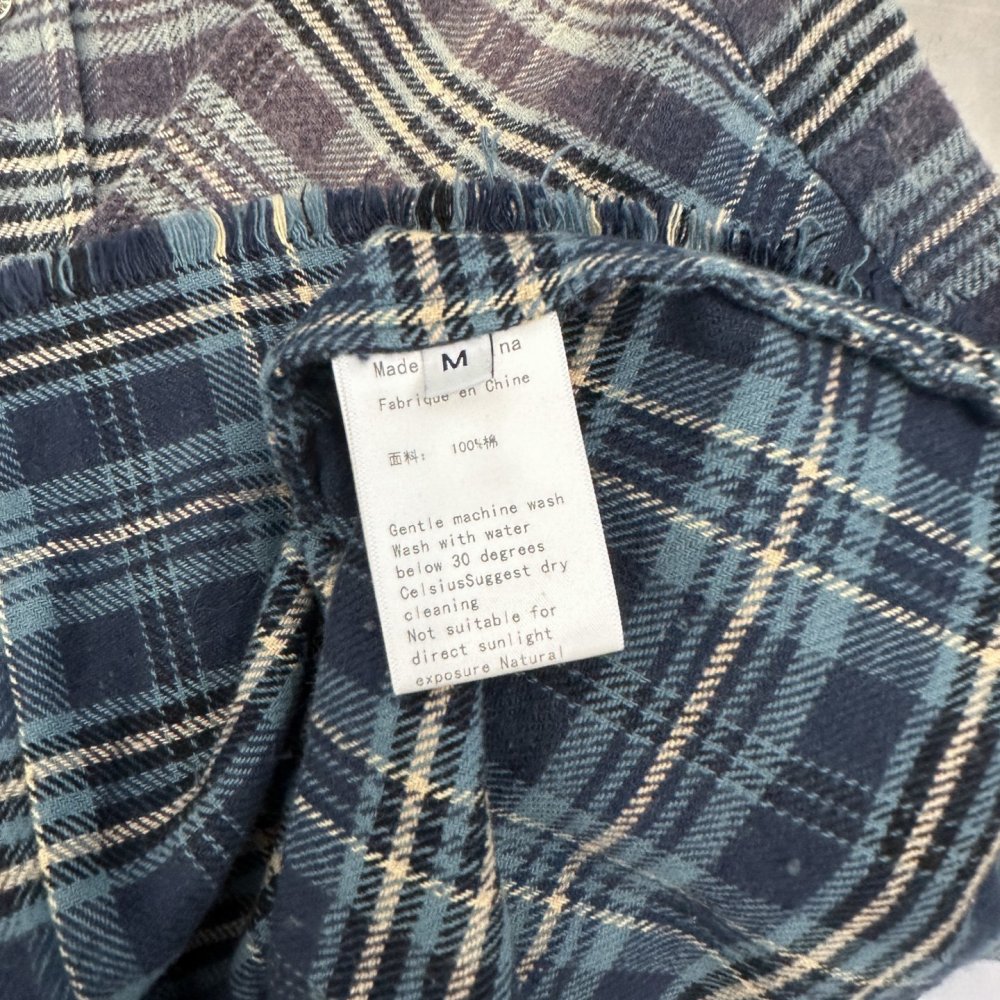 Made
M
na
Fabrique en Chine
面料： 100%棉
Gentle machine wash
Wash with water
below 30 degrees
CelsiusSuggest dry
cleaning
Not suitable for
direct sunlight
exposure Natural